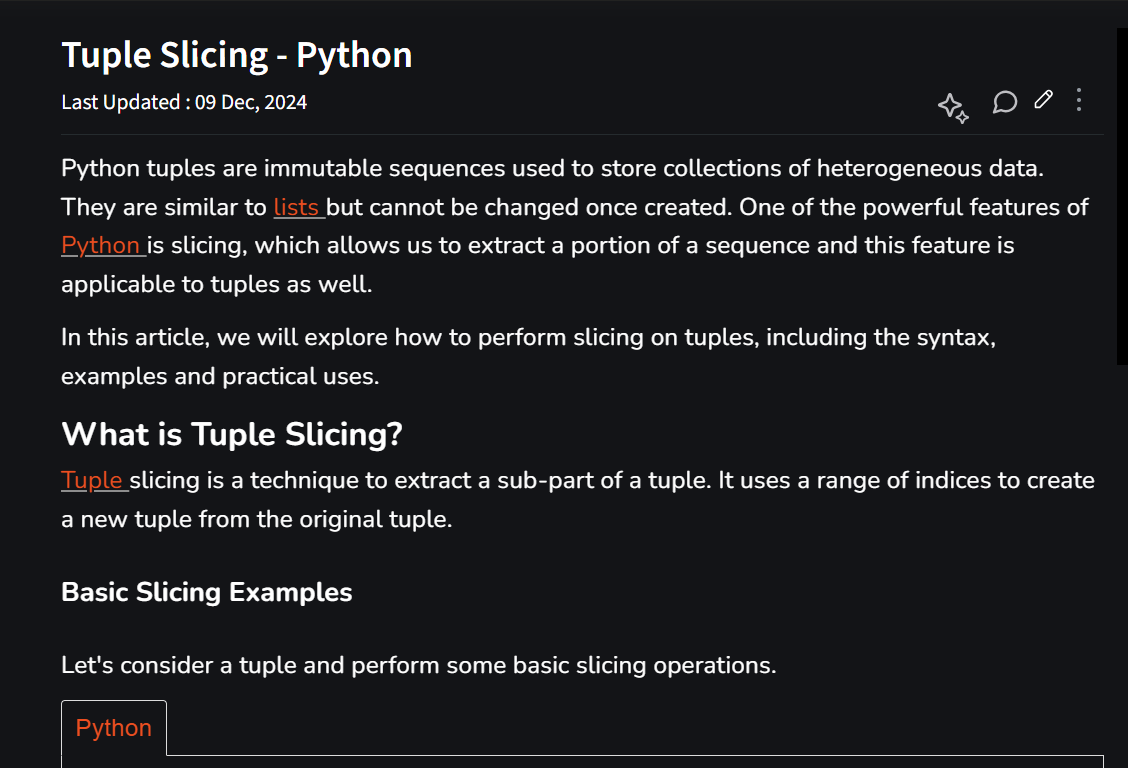 Tuple Slicing - Python
Last Updated : 09 Dec, 2024
Python tuples are immutable sequences used to store collections of heterogeneous data.
They are similar to lists but cannot be changed once created. One of the powerful features of
Python is slicing, which allows us to extract a portion of a sequence and this feature is
applicable to tuples as well.
In this article, we will explore how to perform slicing on tuples, including the syntax,
examples and practical uses.
What is Tuple Slicing?
Tuple slicing is a technique to extract a sub-part of a tuple. It uses a range of indices to create
a new tuple from the original tuple.
Basic Slicing Examples
Let's consider a tuple and perform some basic slicing operations.
Python